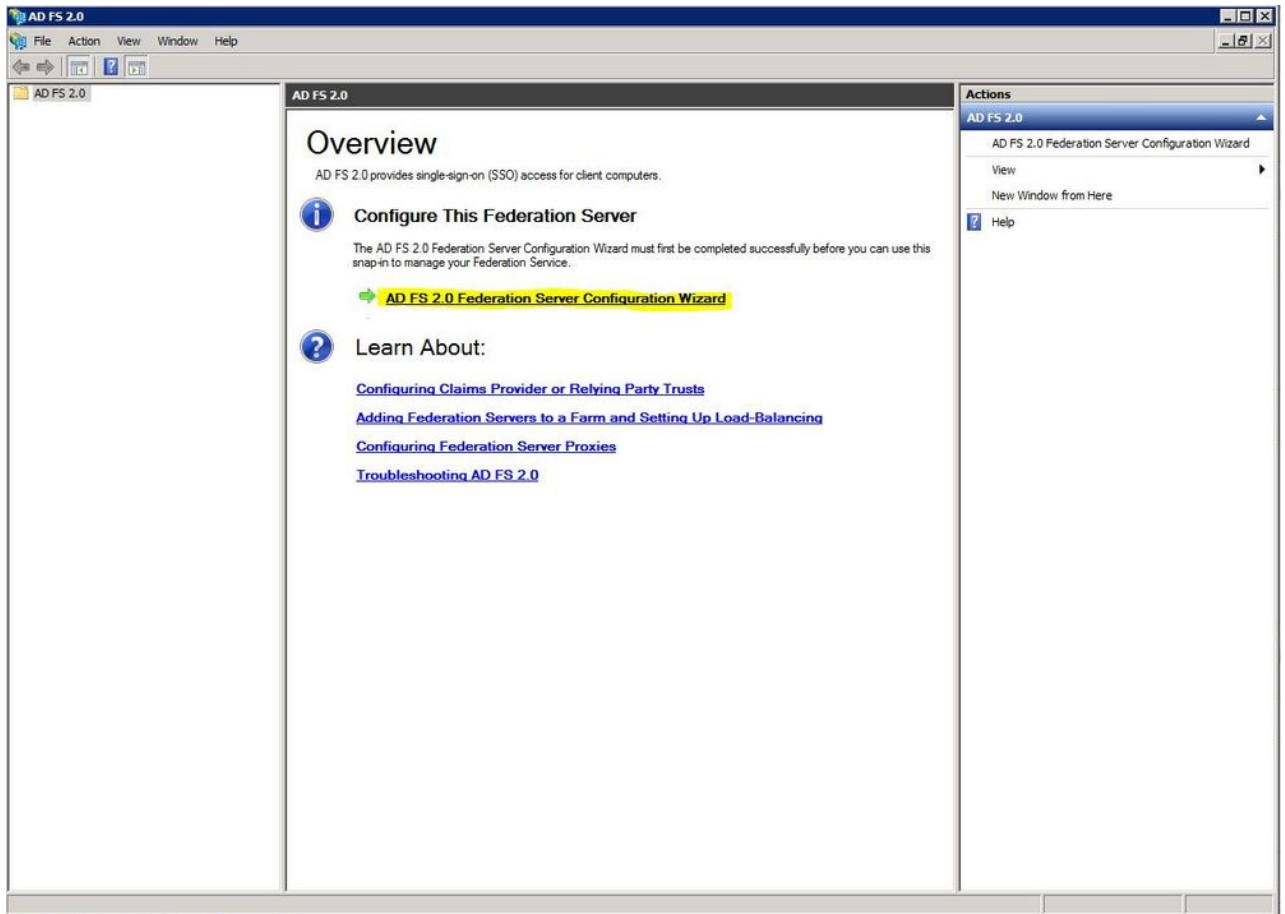 AD FS 2.0
File Action View Window Help
AD FS 2.0
AD FS 2.0
Overview
AD FS 2.0 provides single-sign-on (SSO) access for client computers.
Configure This Federation Server
The AD FS 2.0 Federation Server Configuration Wizard must first be completed successfully before you can use this
snap-in to manage your Federation Service.
AD FS 2.0 Federation Server Configuration Wizard
Learn About:
Configuring Claims Provider or Relying Party Trusts
Adding Federation Servers to a Farm and Setting Up Load-Balancing
Configuring Federation Server Proxies
Troubleshooting AD FS 2.0
Actions
AD FS 2.0
AD FS 2.0 Federation Server Configuration Wizard
View
New Window from Here
Help